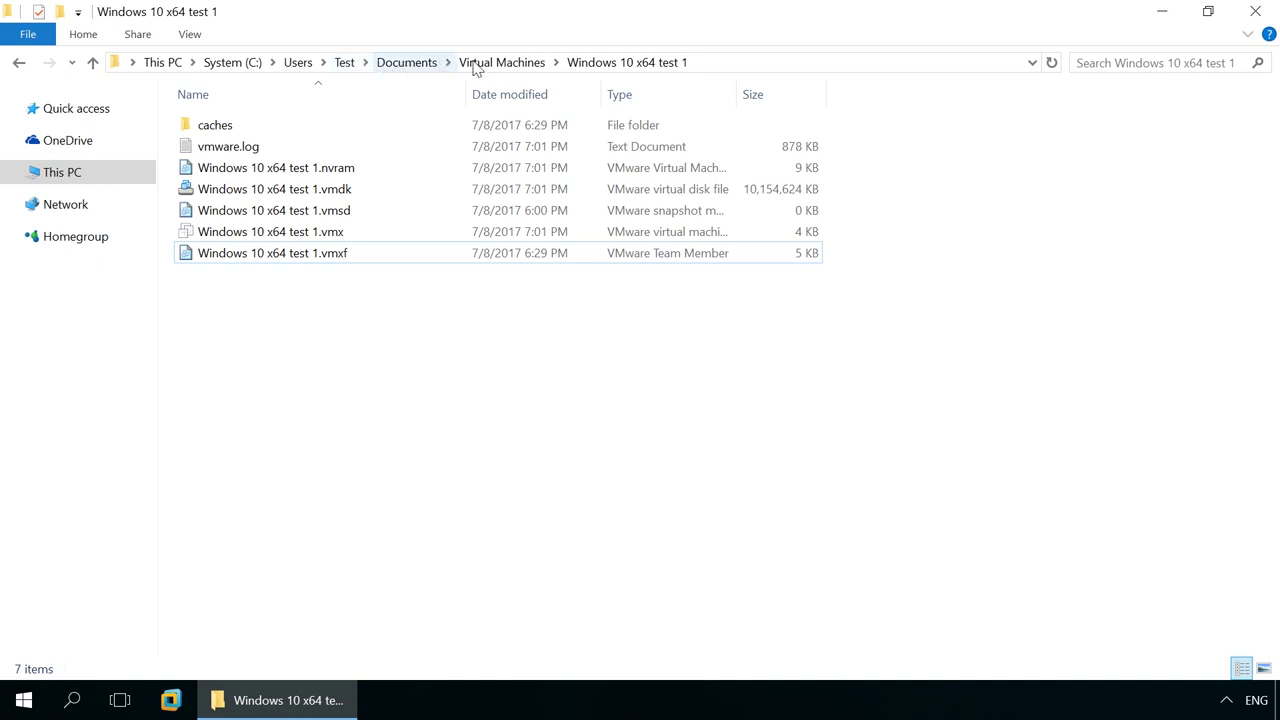 Windows 10 x64 test 1
File Home Share View
This PC System (C:) Users Test Documents Virtual Machines Windows 10 x64 test 1 Search Windows 10 x64 test 1
Name Date modified Type Size
Quick access
OneDrive
This PC
Network
Homegroup
caches 7/8/2017 6:29 PM File folder
vmware.log 7/8/2017 7:01 PM Text Document 878 KB
Windows 10 x64 test 1.nvram 7/8/2017 7:01 PM VMware Virtual Mach... 9 KB
Windows 10 x64 test 1.vmdk 7/8/2017 7:01 PM VMware virtual disk file 10,154,624 KB
Windows 10 x64 test 1.vmsd 7/8/2017 6:00 PM VMware snapshot m... 0 KB
Windows 10 x64 test 1.vmx 7/8/2017 7:01 PM VMware virtual machi... 4 KB
Windows 10 x64 test 1.vmxf 7/8/2017 6:29 PM VMware Team Member 5 KB
7 items
Windows 10 x64 te... ENG